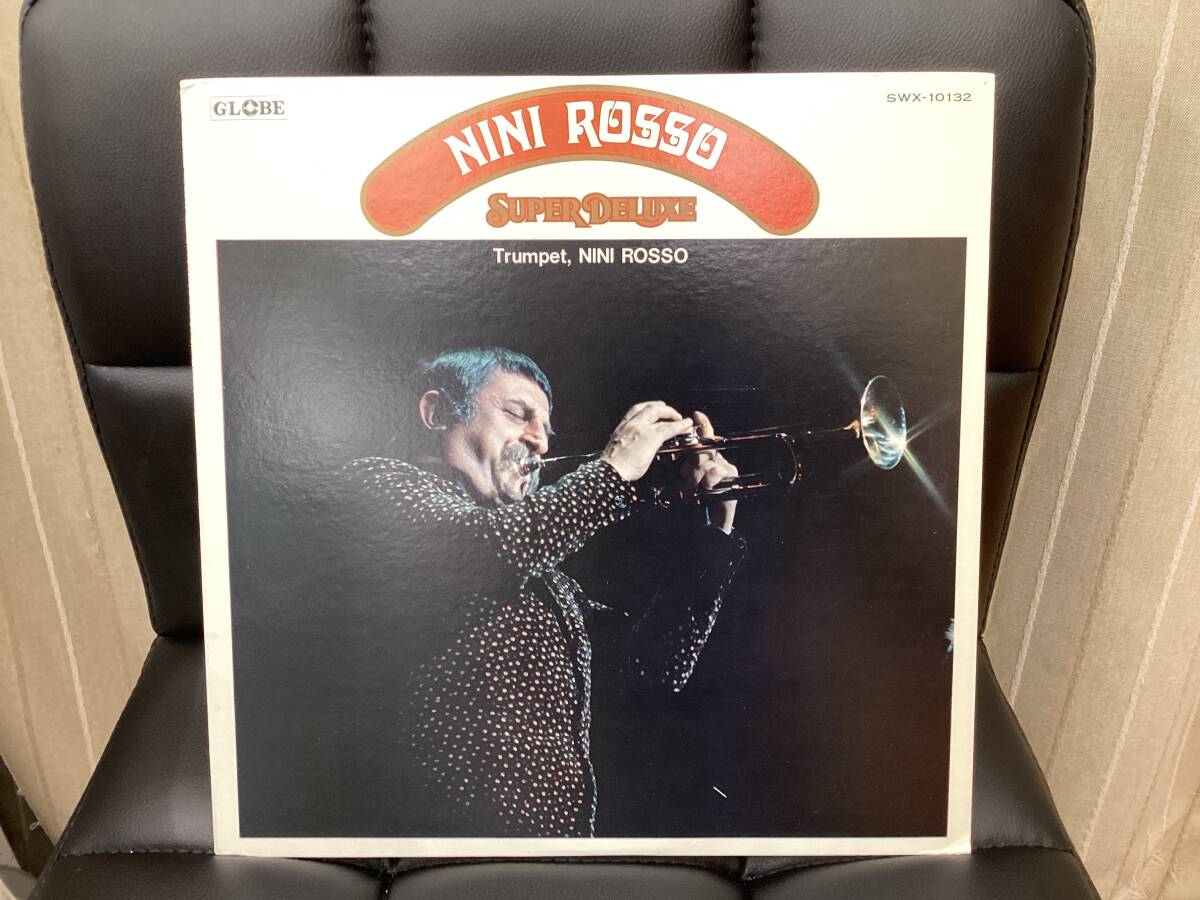 GLOBE
SWX-10132
NINI ROSSO
SUPER DELUXE
Trumpet, NINI ROSSO